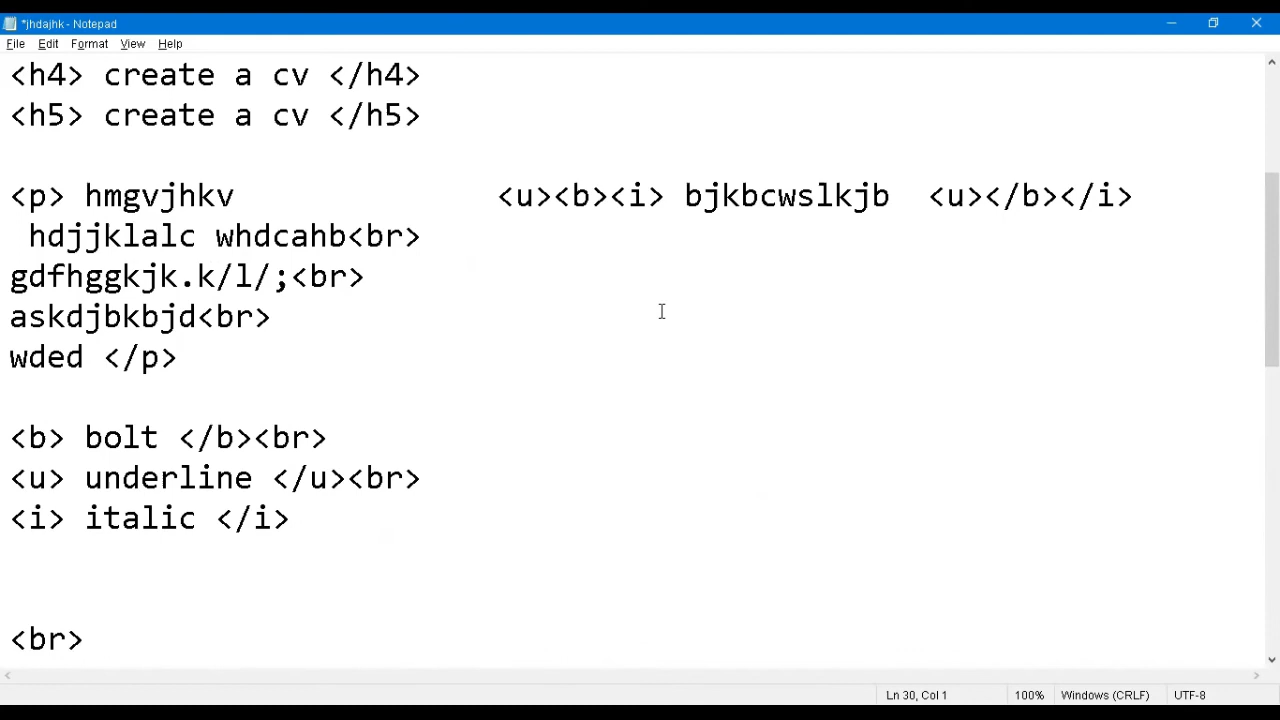 *jhdajhk - Notepad
File Edit Format View Help
<h4> create a cv </h4>
<h5> create a cv </h5>
<p> hmgvjhkv <u><b><i> bjkbcwslkjb <u></b></i>
hdjjklalc whdcahb<br>
gdfhggkjk.k/l/;<br>
askdjbkbjd<br>
wded </p>
<b> bolt </b><br>
<u> underline </u><br>
<i> italic </i>
<br>
Ln 30, Col 1 100% Windows (CRLF) UTF-8